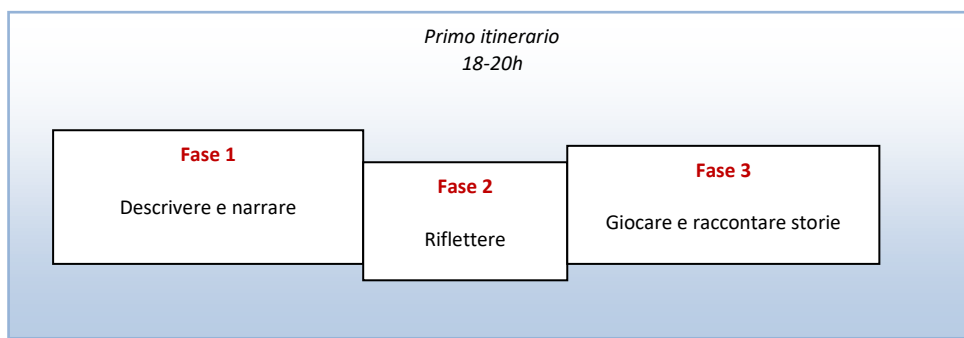 Primo itinerario
18-20h
Fase 1
Descrivere e narrare
Fase 2
Riflettere
Fase 3
Giocare e raccontare storie